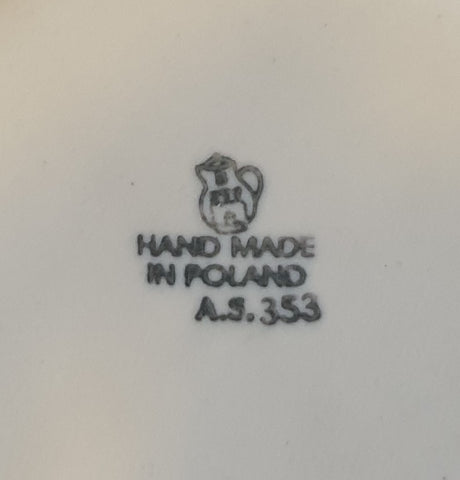 HAND MADE
IN POLAND
A.S. 353